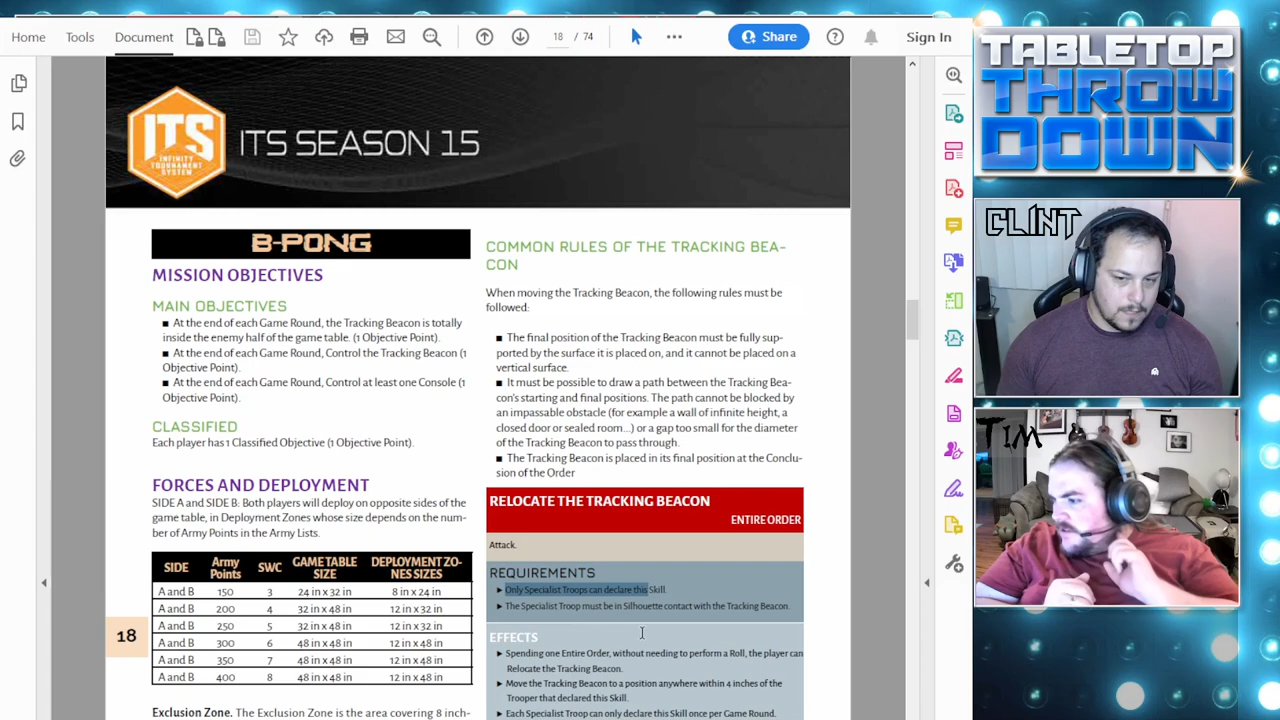 Home
Tools
Document
18 / 74
Share
Sign In
ITS
INFINITY
TOURNAMENT
SYSTEM
ITS SEASON 15
B-PONG
MISSION OBJECTIVES
MAIN OBJECTIVES
■ At the end of each Game Round, the Tracking Beacon is totally
inside the enemy half of the game table. (1 Objective Point).
■ At the end of each Game Round, Control the Tracking Beacon (1
Objective Point).
■ At the end of each Game Round, Control at least one Console (1
Objective Point).
CLASSIFIED
Each player has 1 Classified Objective (1 Objective Point).
FORCES AND DEPLOYMENT
SIDE A and SIDE B: Both players will deploy on opposite sides of the
game table, in Deployment Zones whose size depends on the num-
ber of Army Points in the Army Lists.
SIDE Army Points SWC GAME TABLE SIZE DEPLOYMENT ZO-NES SIZES
A and B 150 3 24 in x 32 in 8 in x 24 in
A and B 200 4 32 in x 48 in 12 in x 32 in
A and B 250 5 32 in x 48 in 12 in x 32 in
A and B 300 6 48 in x 48 in 12 in x 48 in
A and B 350 7 48 in x 48 in 12 in x 48 in
A and B 400 8 48 in x 48 in 12 in x 48 in
Exclusion Zone. The Exclusion Zone is the area covering 8 inch-
18
COMMON RULES OF THE TRACKING BEA-
CON
When moving the Tracking Beacon, the following rules must be
followed:
■ The final position of the Tracking Beacon must be fully sup-
ported by the surface it is placed on, and it cannot be placed on a
vertical surface.
■ It must be possible to draw a path between the Tracking Bea-
con's starting and final positions. The path cannot be blocked by
an impassable obstacle (for example a wall of infinite height, a
closed door or sealed room...) or a gap too small for the diameter
of the Tracking Beacon to pass through.
■ The Tracking Beacon is placed in its final position at the Conclu-
sion of the Order
RELOCATE THE TRACKING BEACON
ENTIRE ORDER
Attack.
REQUIREMENTS
► Only Specialist Troops can declare this Skill.
► The Specialist Troop must be in Silhouette contact with the Tracking Beacon.
EFFECTS
► Spending one Entire Order, without needing to perform a Roll, the player can
Relocate the Tracking Beacon.
► Move the Tracking Beacon to a position anywhere within 4 inches of the
Trooper that declared this Skill.
► Each Specialist Troop can only declare this Skill once per Game Round.
TABLETOP
THROW
DOWN
CLINT
TIM